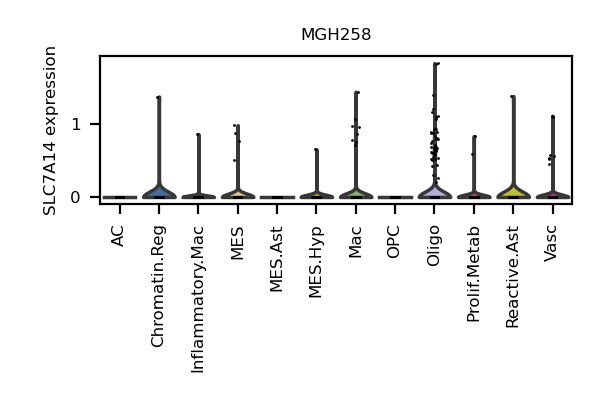 MGH258
SLC7A14 expression
1
0
AC
Chromatin.Reg
Inflammatory.Mac
MES
MES.Ast
MES.Hyp
Mac
OPC
Oligo
Prolif.Metab
Reactive.Ast
Vasc